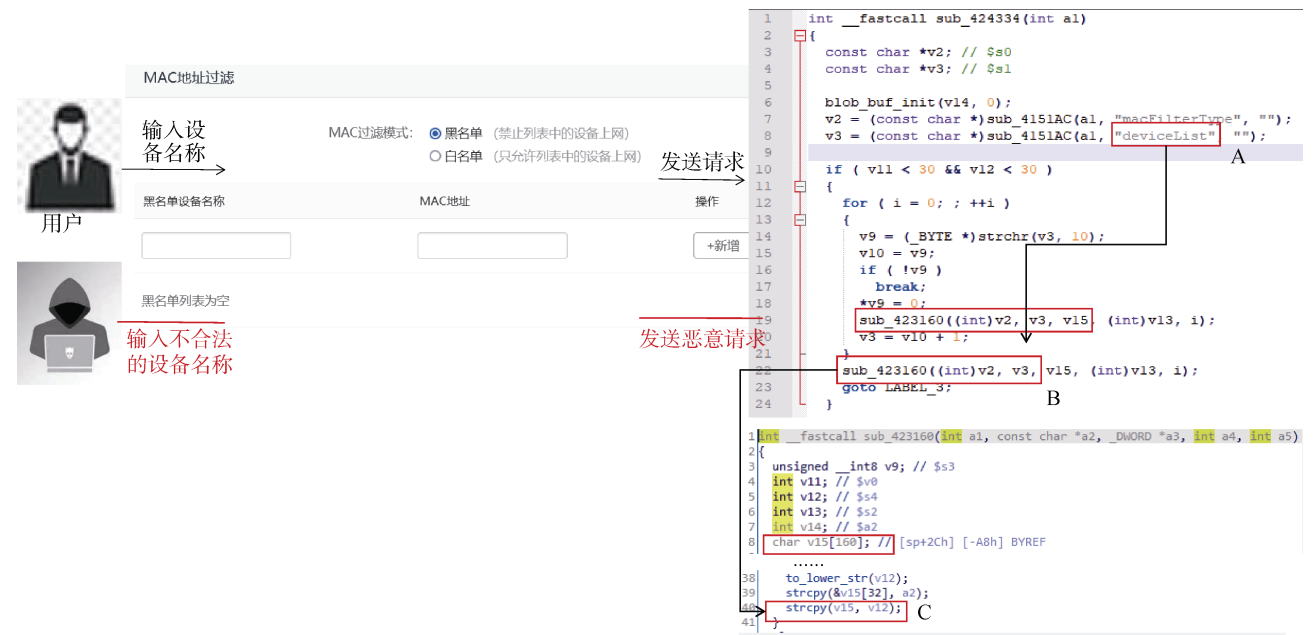 MAC地址过滤
输入设
备名称
用户
MAC过滤模式: 黑名单 (禁止列表中的设备上网)
白名单 (只允许列表中的设备上网)
发送请求
黑名单设备名称 MAC地址 操作
+新增
黑名单列表为空
输入不合法
的设备名称
发送恶意请求
1 int __fastcall sub_424334(int a1)
2 {
3 const char *v2; // $s0
4 const char *v3; // $s1
5
6 blob_buf_init(v14, 0);
7 v2 = (const char *)sub_4151AC(a1, "macFilterType", "");
8 v3 = (const char *)sub_4151AC(a1, "deviceList", "");
9
A
10 if ( v11 < 30 && v12 < 30 )
11 {
12 for ( i = 0; ; ++i )
13 {
14 v9 = (_BYTE *)strchr(v3, 10);
15 v10 = v9;
16 if ( !v9 )
17 break;
18 *v9 = 0;
19 sub_423160((int)v2, v3, v15, (int)v13, i);
20 v3 = v10 + 1;
21 }
22 sub_423160((int)v2, v3, v15, (int)v13, i);
23 goto LABEL_3;
B
24 }
1 int __fastcall sub_423160(int a1, const char *a2, _DWORD *a3, int a4, int a5)
2 {
3 unsigned __int8 v9; // $s3
4 int v11; // $v0
5 int v12; // $s4
6 int v13; // $s2
7 int v14; // $a2
8 char v15[160]; // [sp+2Ch] [-A8h] BYREF
......
38 to_lower_str(v12);
39 strcpy(&v15[32], a2);
40 strcpy(v15, v12);
C
41 }